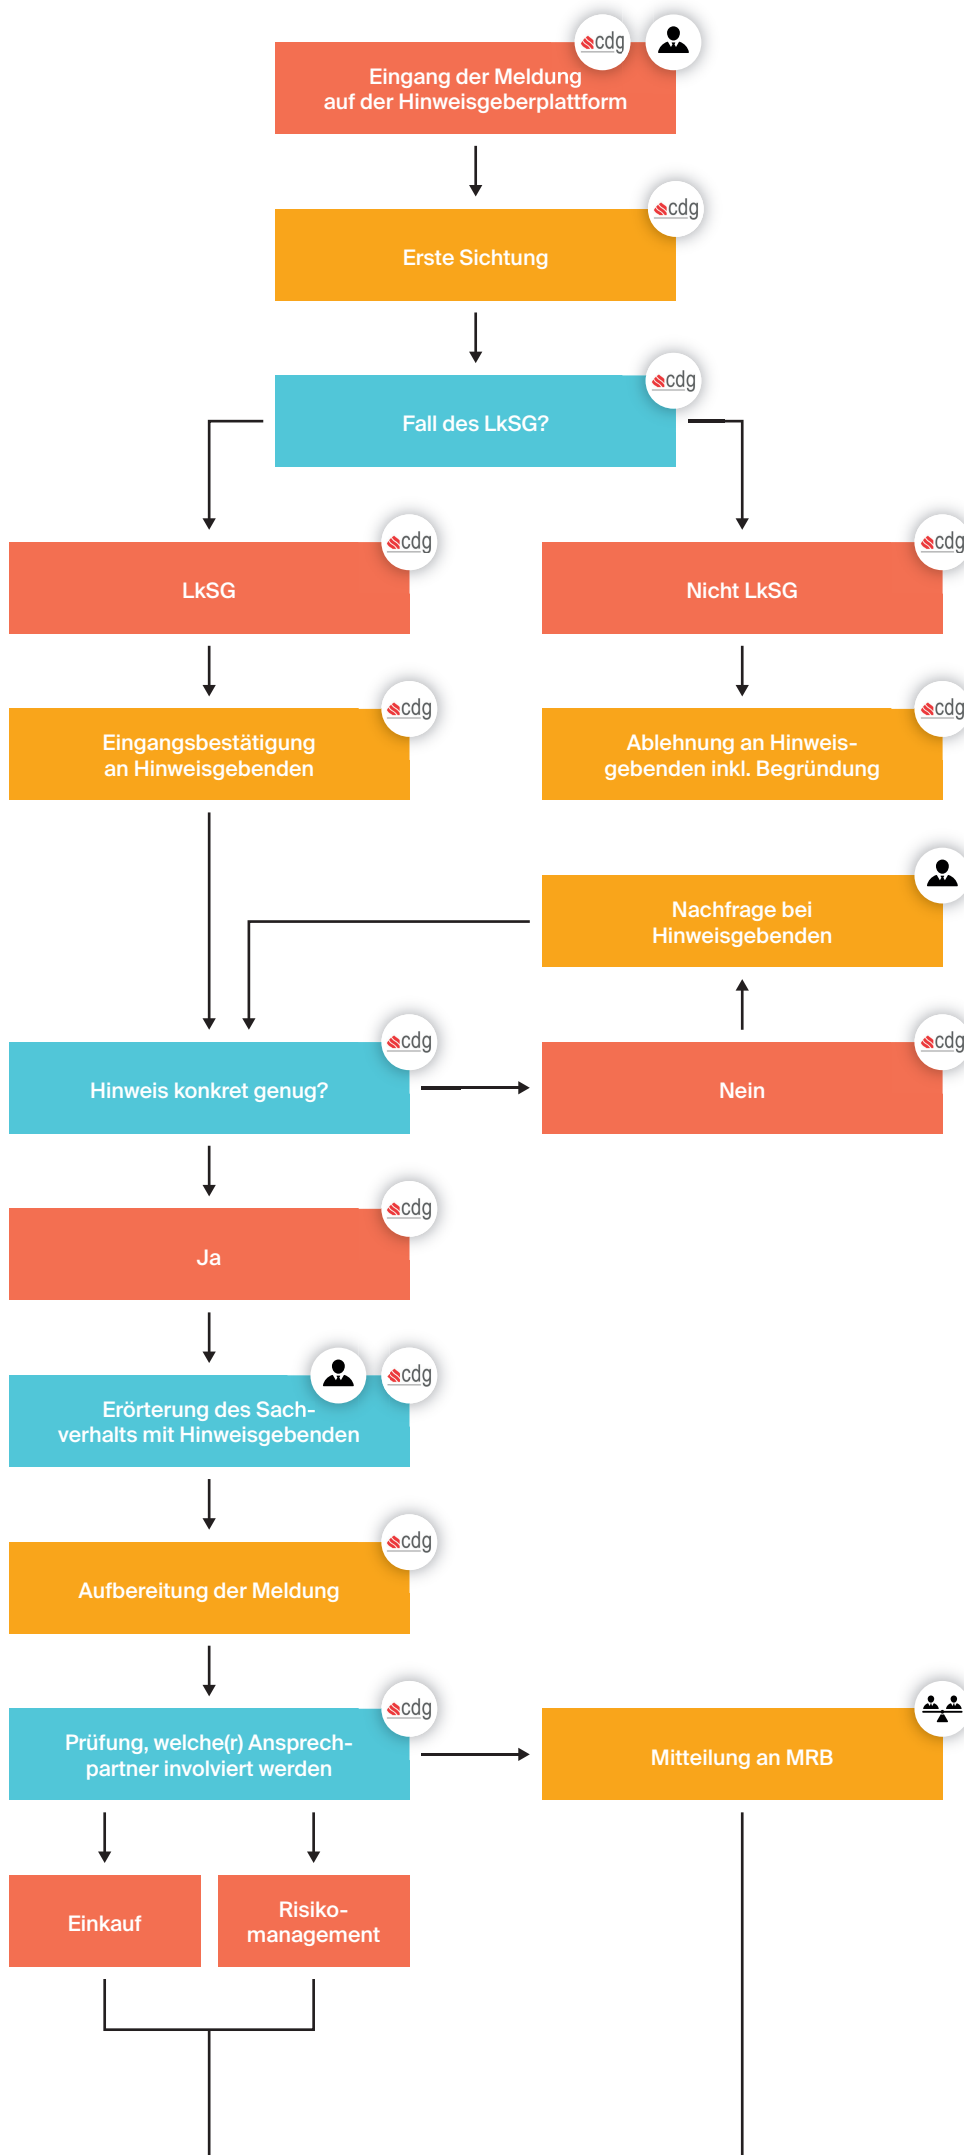 cdg
Eingang der Meldung
auf der Hinweisgeberplattform
cdg
Erste Sichtung
cdg
Fall des LkSG?
cdg
LkSG
cdg
Nicht LkSG
cdg
Eingangsbestätigung
an Hinweisgebenden
cdg
Ablehnung an Hinweis-
gebenden inkl. Begründung
Nachfrage bei
Hinweisgebenden
cdg
Hinweis konkret genug?
cdg
Nein
cdg
Ja
cdg
Erörterung des Sach-
verhalts mit Hinweisgebenden
cdg
Aufbereitung der Meldung
cdg
Prüfung, welche(r) Ansprech-
partner involviert werden
Mitteilung an MRB
Einkauf
Risiko-
management